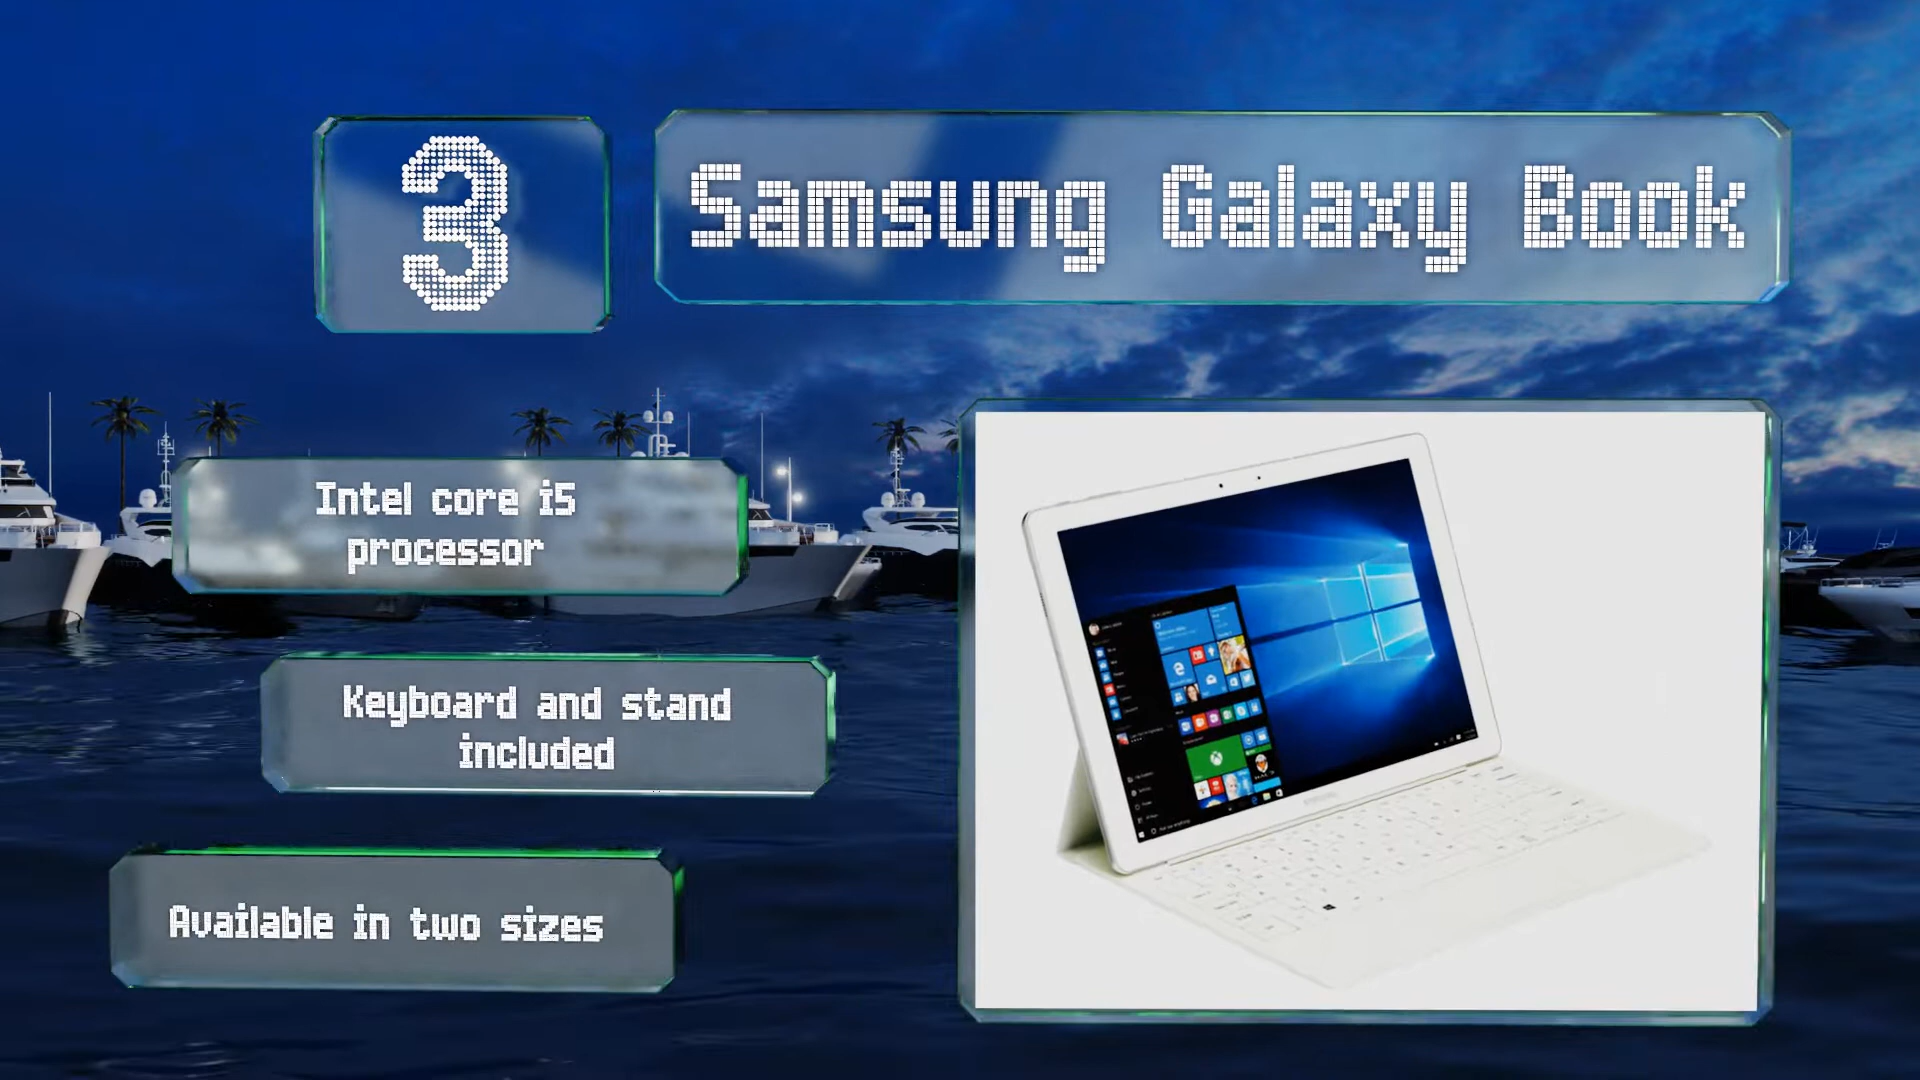 3
Samsung Galaxy Book
Intel core i5
processor
Keyboard and stand
included
Available in two sizes